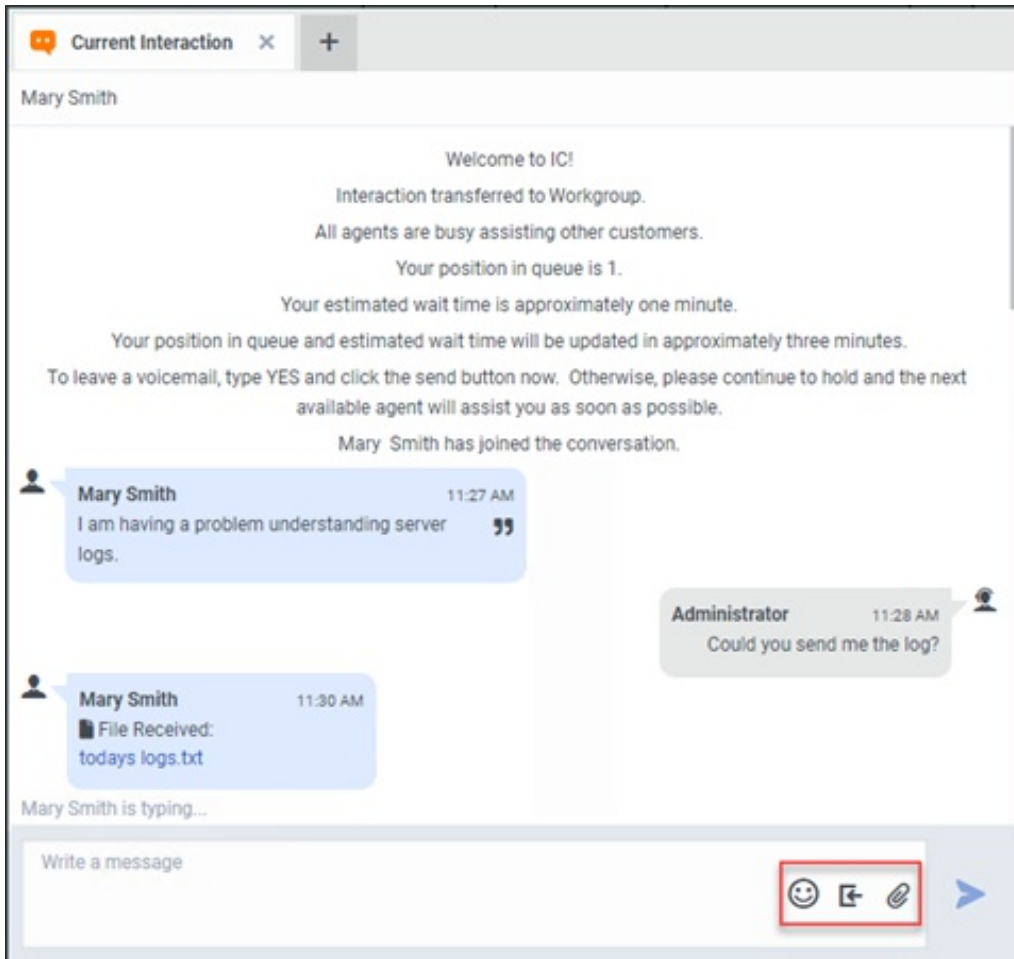 Current Interaction
Mary Smith
Welcome to IC!
Interaction transferred to Workgroup.
All agents are busy assisting other customers.
Your position in queue is 1.
Your estimated wait time is approximately one minute.
Your position in queue and estimated wait time will be updated in approximately three minutes.
To leave a voicemail, type YES and click the send button now.  Otherwise, please continue to hold and the next
available agent will assist you as soon as possible.
Mary  Smith has joined the conversation.
Mary Smith 11:27 AM
I am having a problem understanding server
logs.
Administrator 11:28 AM
Could you send me the log?
Mary Smith 11:30 AM
File Received:
todays logs.txt
Mary Smith is typing...
Write a message